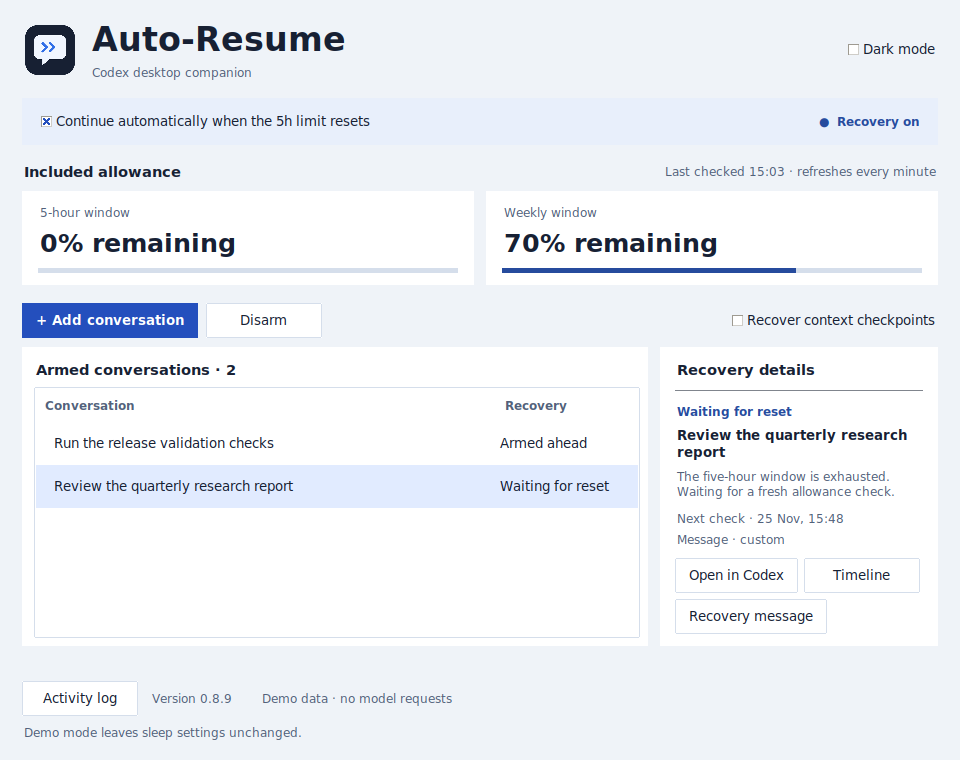 Auto-Resume
Codex desktop companion
Dark mode
Continue automatically when the 5h limit resets
● Recovery on
Included allowance
Last checked 15:03 · refreshes every minute
5-hour window
0% remaining
Weekly window
70% remaining
+ Add conversation
Disarm
Recover context checkpoints
Armed conversations · 2
Conversation
Recovery
Run the release validation checks
Armed ahead
Review the quarterly research report
Waiting for reset
Recovery details
Waiting for reset
Review the quarterly research
report
The five-hour window is exhausted.
Waiting for a fresh allowance check.
Next check · 25 Nov, 15:48
Message · custom
Open in Codex
Timeline
Recovery message
Activity log
Version 0.8.9
Demo data · no model requests
Demo mode leaves sleep settings unchanged.